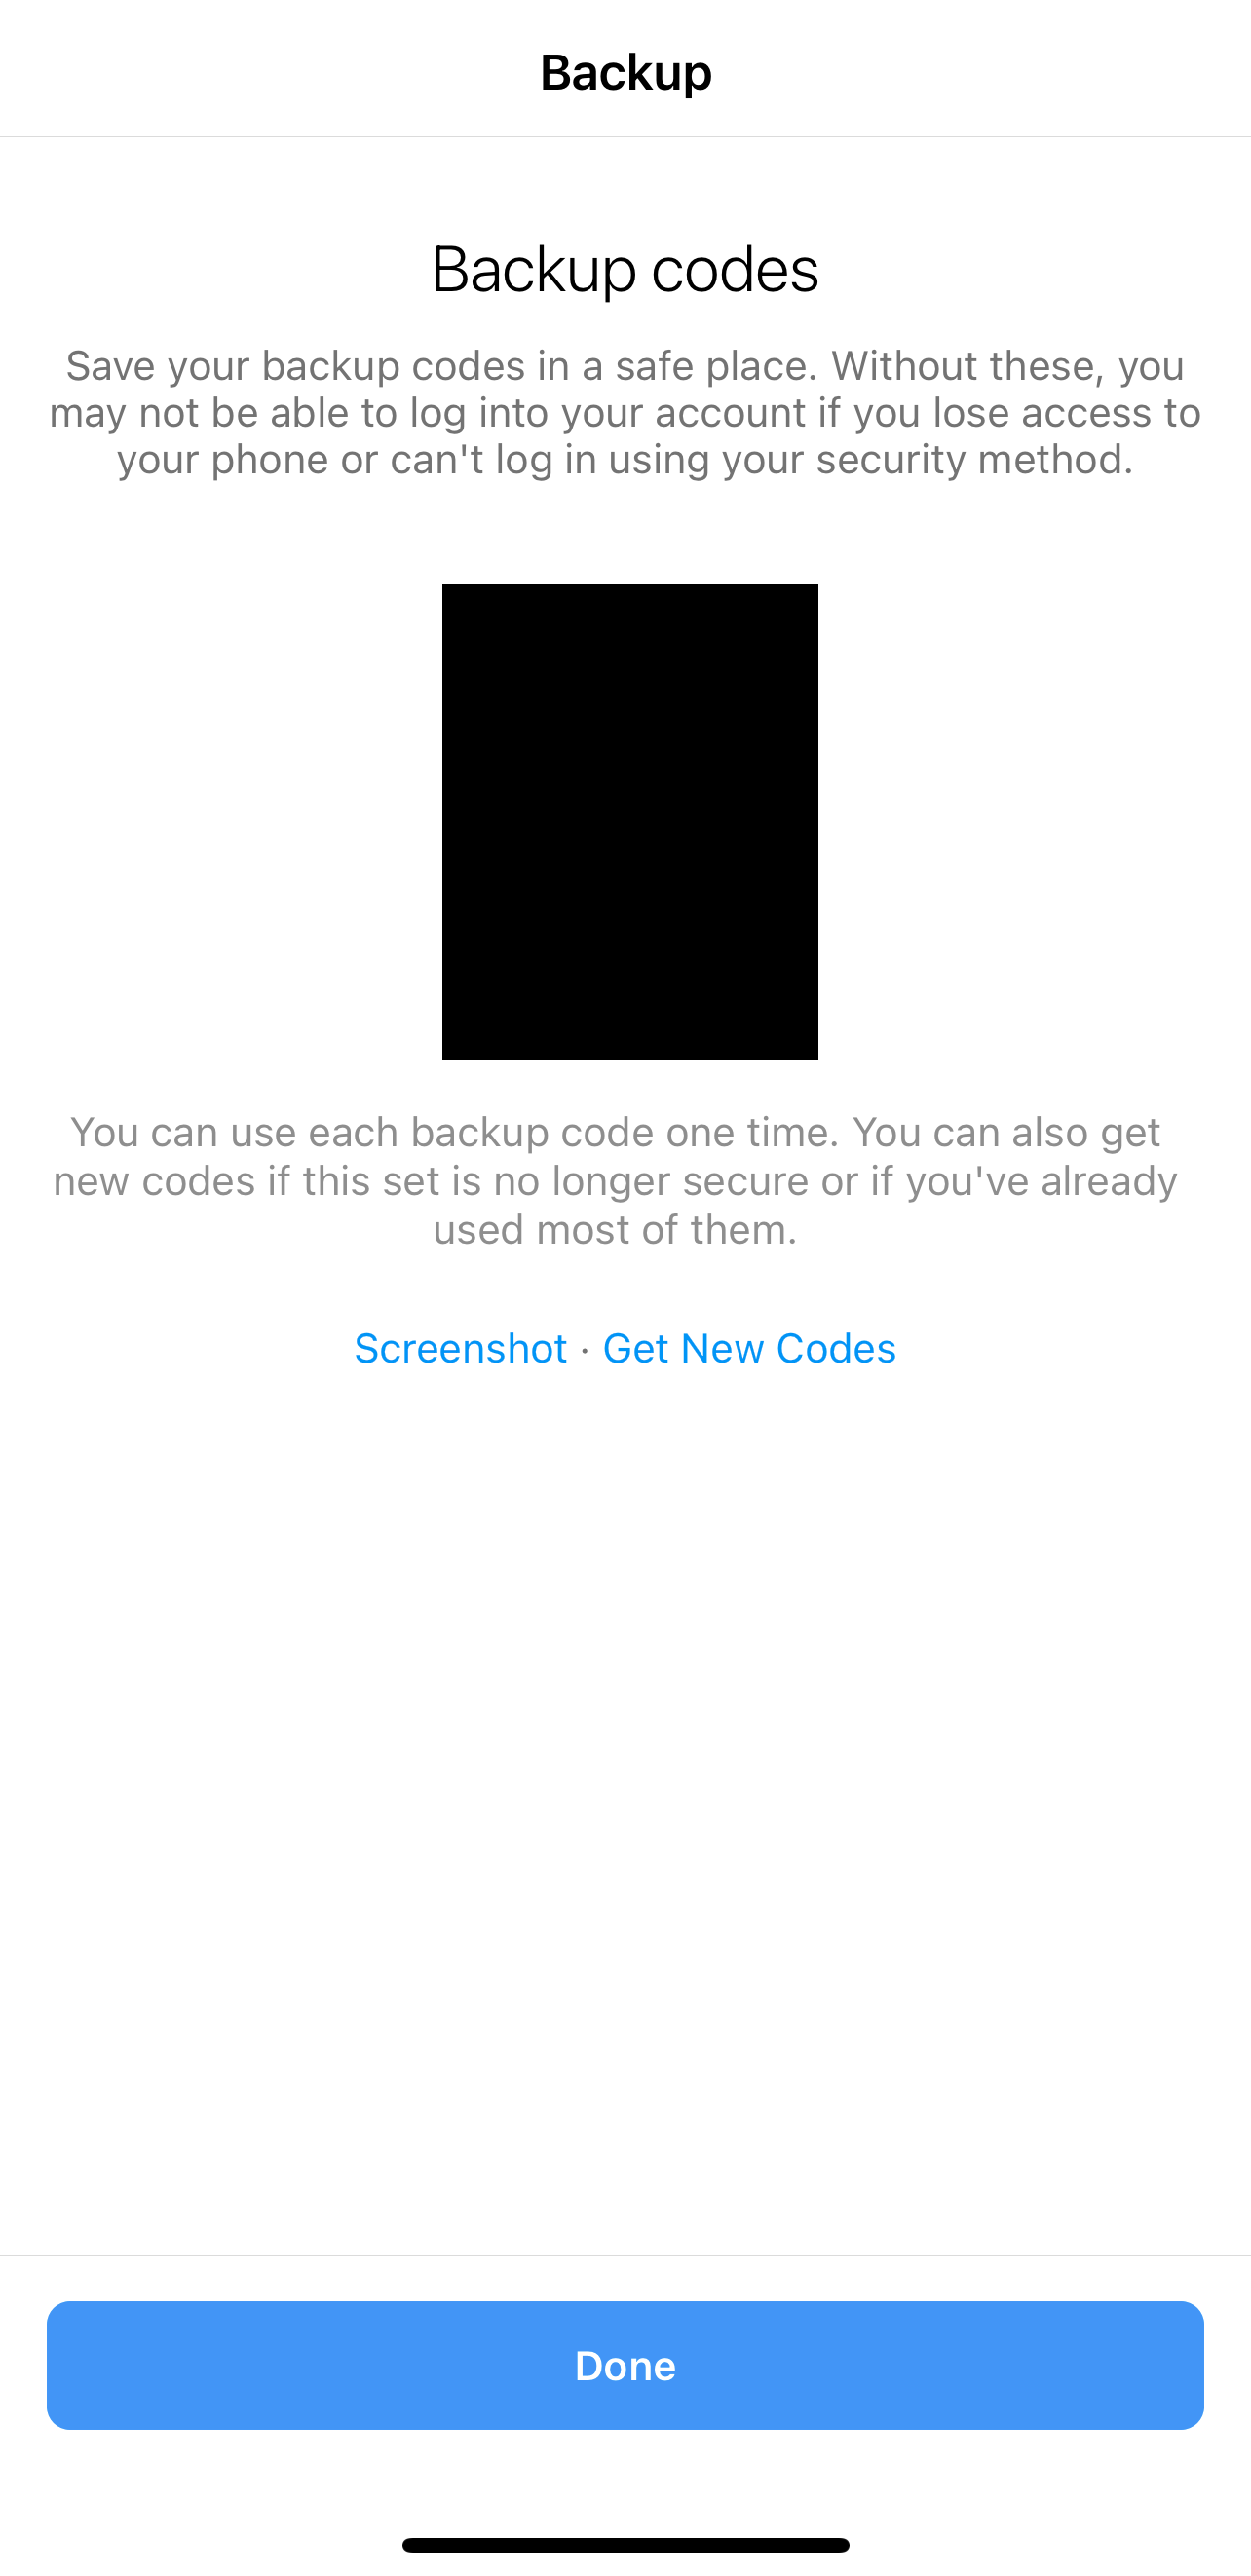 Backup
Backup codes
Save your backup codes in a safe place. Without these, you
may not be able to log into your account if you lose access to
your phone or can't log in using your security method.
You can use each backup code one time. You can also get
new codes if this set is no longer secure or if you've already
used most of them.
Screenshot · Get New Codes
Done